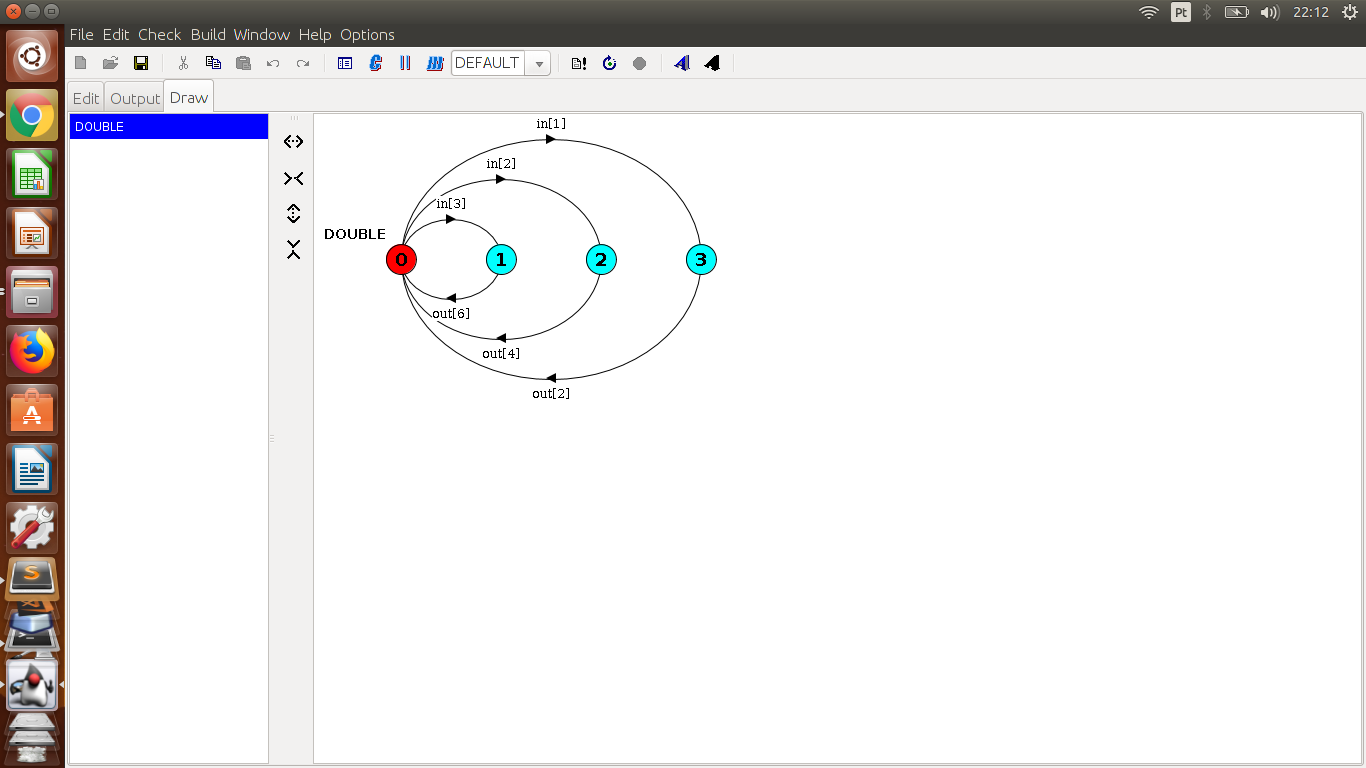 Pt 22:12
File Edit Check Build Window Help Options
DEFAULT
Edit Output Draw
DOUBLE
in[1]
in[2]
in[3]
DOUBLE
0 1 2 3
out[6]
out[4]
out[2]